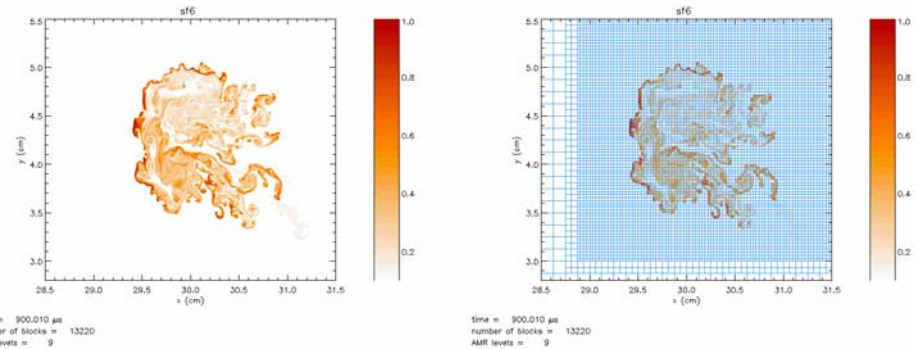 sf6
5.5
5.0
4.5
4.0
3.5
3.0
y (cm)
28.5 29.0 29.5 30.0 30.5 31.0 31.5
x (cm)
1.0
0.8
0.6
0.4
0.2
= 900.010 μs
er of blocks = 13220
evels = 9
sf6
5.5
5.0
4.5
4.0
3.5
3.0
y (cm)
28.5 29.0 29.5 30.0 30.5 31.0 31.5
x (cm)
1.0
0.8
0.6
0.4
0.2
time = 900.010 μs
number of blocks = 13220
AMR levels = 9